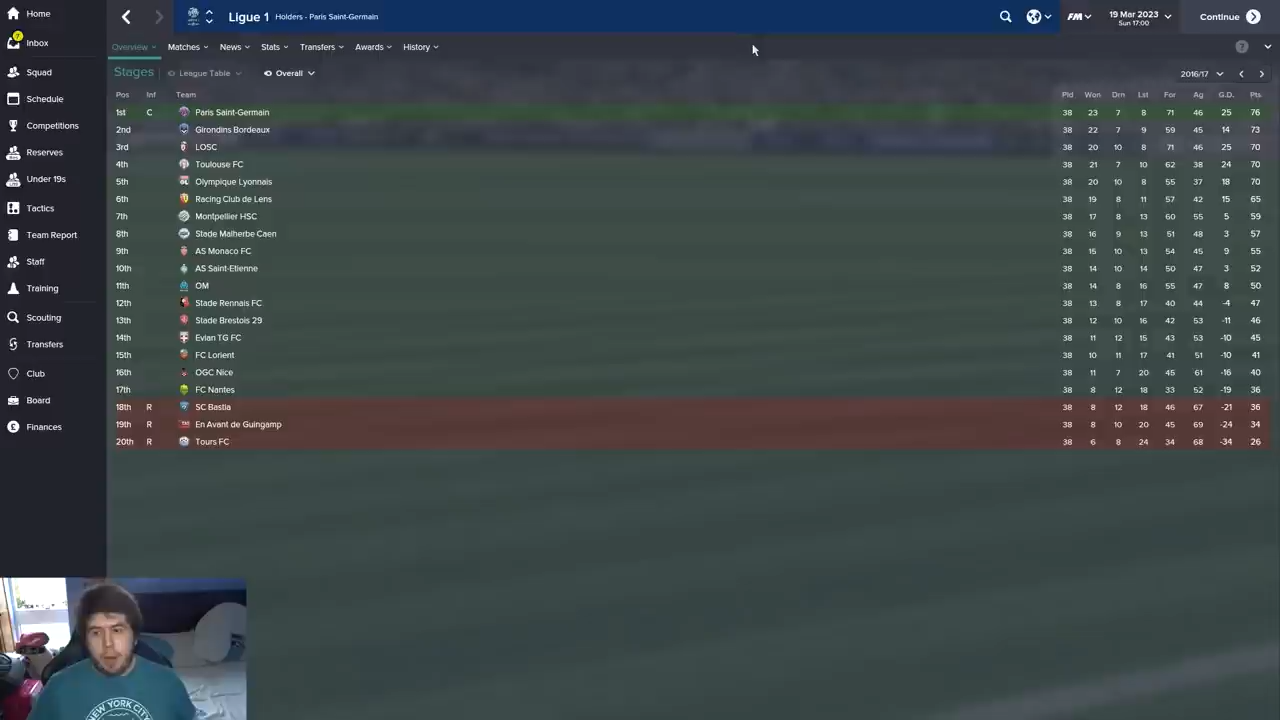 Home
Ligue 1 Holders - Paris Saint-Germain
FM
19 Mar 2023
Sun 17:00
Continue
7
Inbox
Overview Matches News Stats Transfers Awards History ?
Squad
Stages League Table Overall 2016/17
Schedule
Competitions
Reserves
Under 19s
Tactics
Team Report
Staff
Training
Scouting
Transfers
Club
Board
Finances
Pos Inf Team Pld Won Drn Lst For Ag G.D. Pts
1st C Paris Saint-Germain 38 23 7 8 71 46 25 76
2nd Girondins Bordeaux 38 22 7 9 59 45 14 73
3rd LOSC 38 20 10 8 71 46 25 70
4th Toulouse FC 38 21 7 10 62 38 24 70
5th Olympique Lyonnais 38 20 10 8 55 37 18 70
6th Racing Club de Lens 38 19 8 11 57 42 15 65
7th Montpellier HSC 38 17 8 13 60 55 5 59
8th Stade Malherbe Caen 38 16 9 13 51 48 3 57
9th AS Monaco FC 38 15 10 13 54 45 9 55
10th AS Saint-Etienne 38 14 10 14 50 47 3 52
11th OM 38 14 8 16 55 47 8 50
12th Stade Rennais FC 38 13 8 17 40 44 -4 47
13th Stade Brestois 29 38 12 10 16 42 53 -11 46
14th Evian TG FC 38 11 12 15 43 53 -10 45
15th FC Lorient 38 10 11 17 41 51 -10 41
16th OGC Nice 38 11 7 20 45 61 -16 40
17th FC Nantes 38 8 12 18 33 52 -19 36
18th R SC Bastia 38 8 12 18 46 67 -21 36
19th R En Avant de Guingamp 38 8 10 20 45 69 -24 34
20th R Tours FC 38 6 8 24 34 68 -34 26
NEW YORK CITY